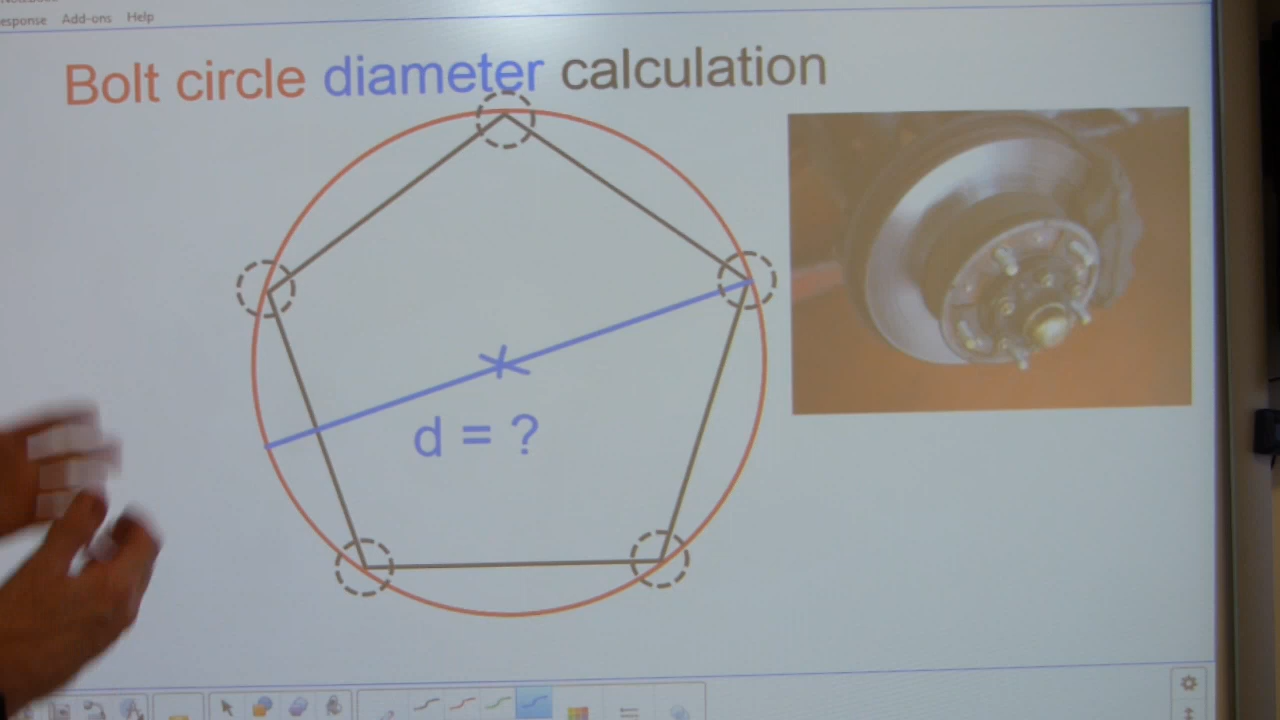 esponse Add-ons Help
Bolt circle diameter calculation
d = ?